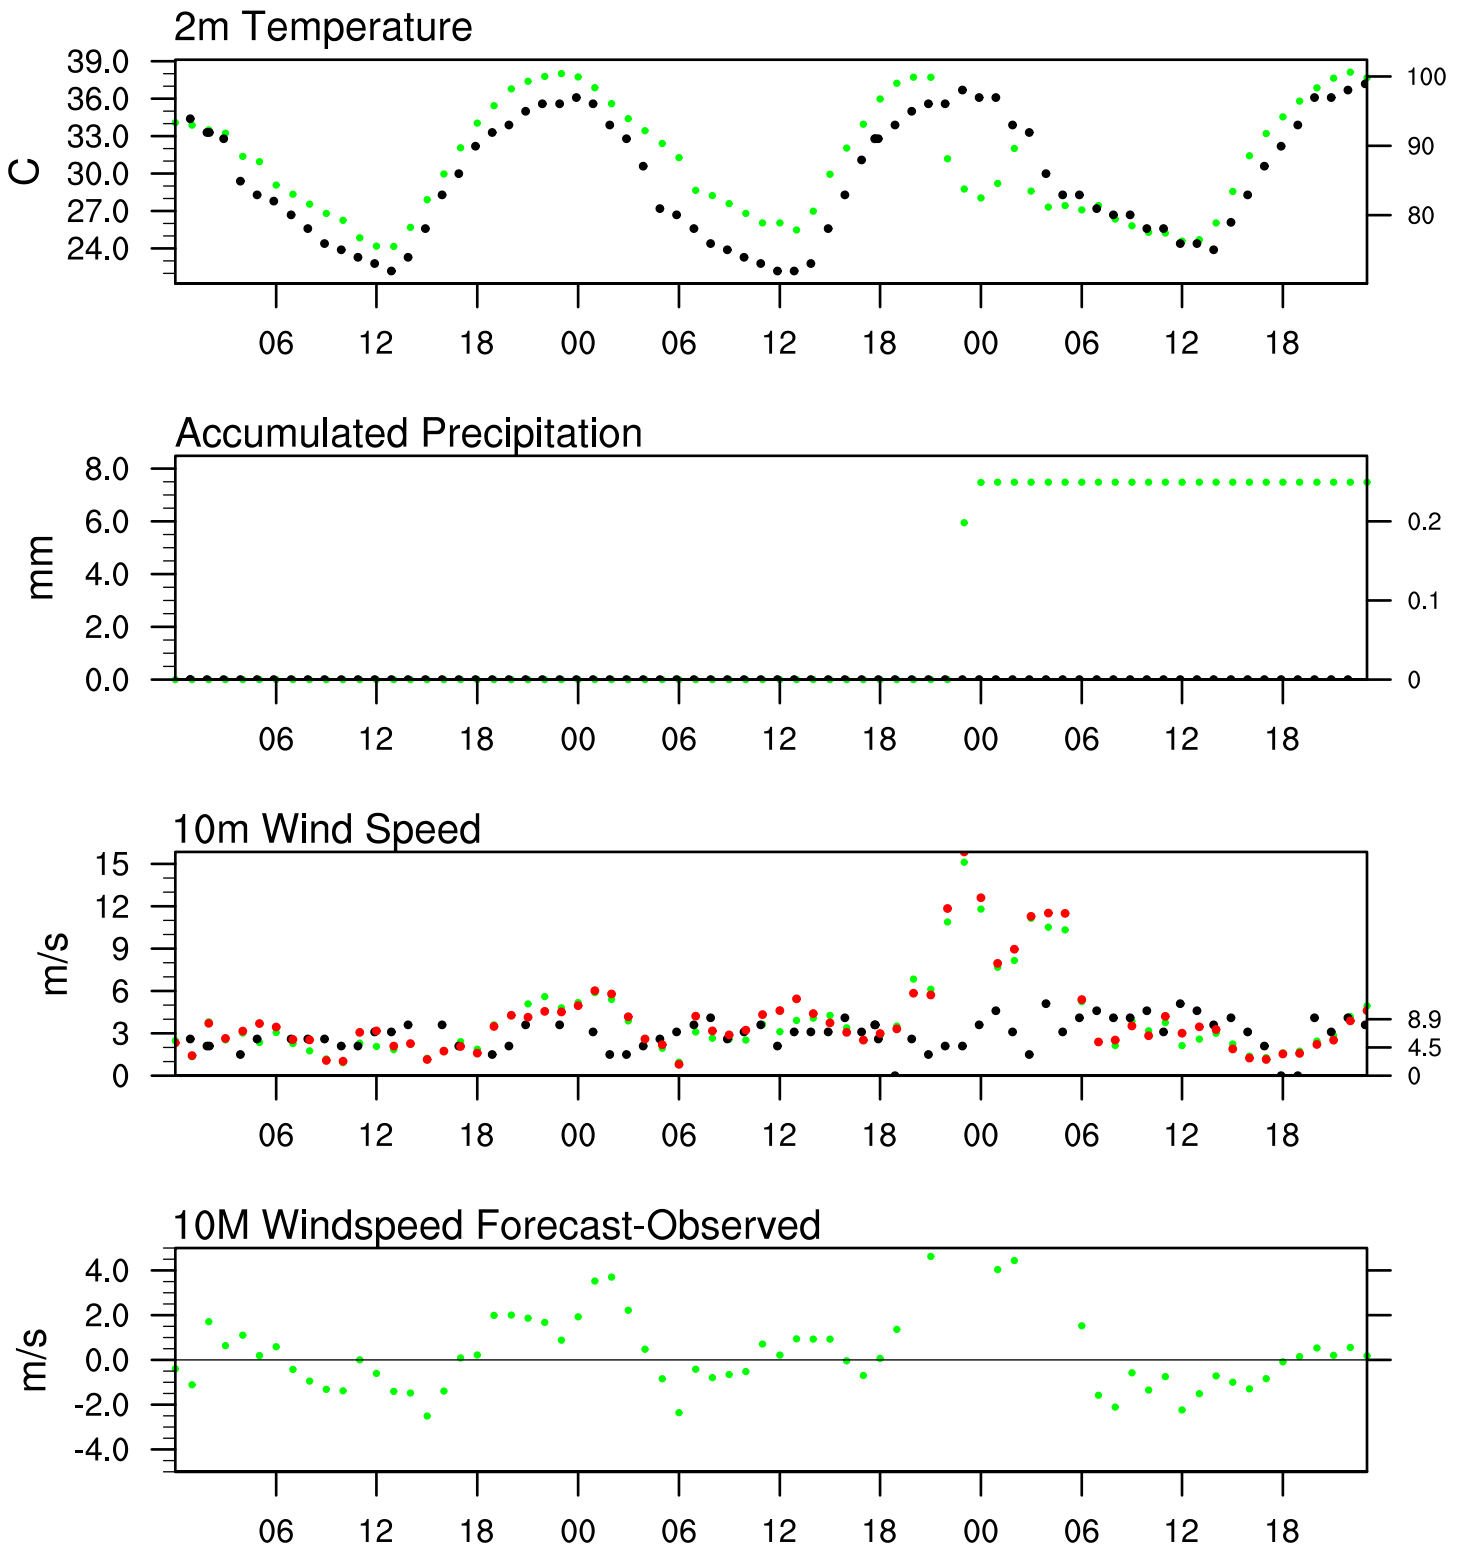 2m Temperature
39.0
36.0
33.0
30.0
27.0
24.0
C
100
90
80
06 12 18 00 06 12 18 00 06 12 18
Accumulated Precipitation
8.0
6.0
4.0
2.0
0.0
mm
0.2
0.1
0
06 12 18 00 06 12 18 00 06 12 18
10m Wind Speed
15
12
9
6
3
0
m/s
8.9
4.5
0
06 12 18 00 06 12 18 00 06 12 18
10M Windspeed Forecast-Observed
4.0
2.0
0.0
-2.0
-4.0
m/s
06 12 18 00 06 12 18 00 06 12 18